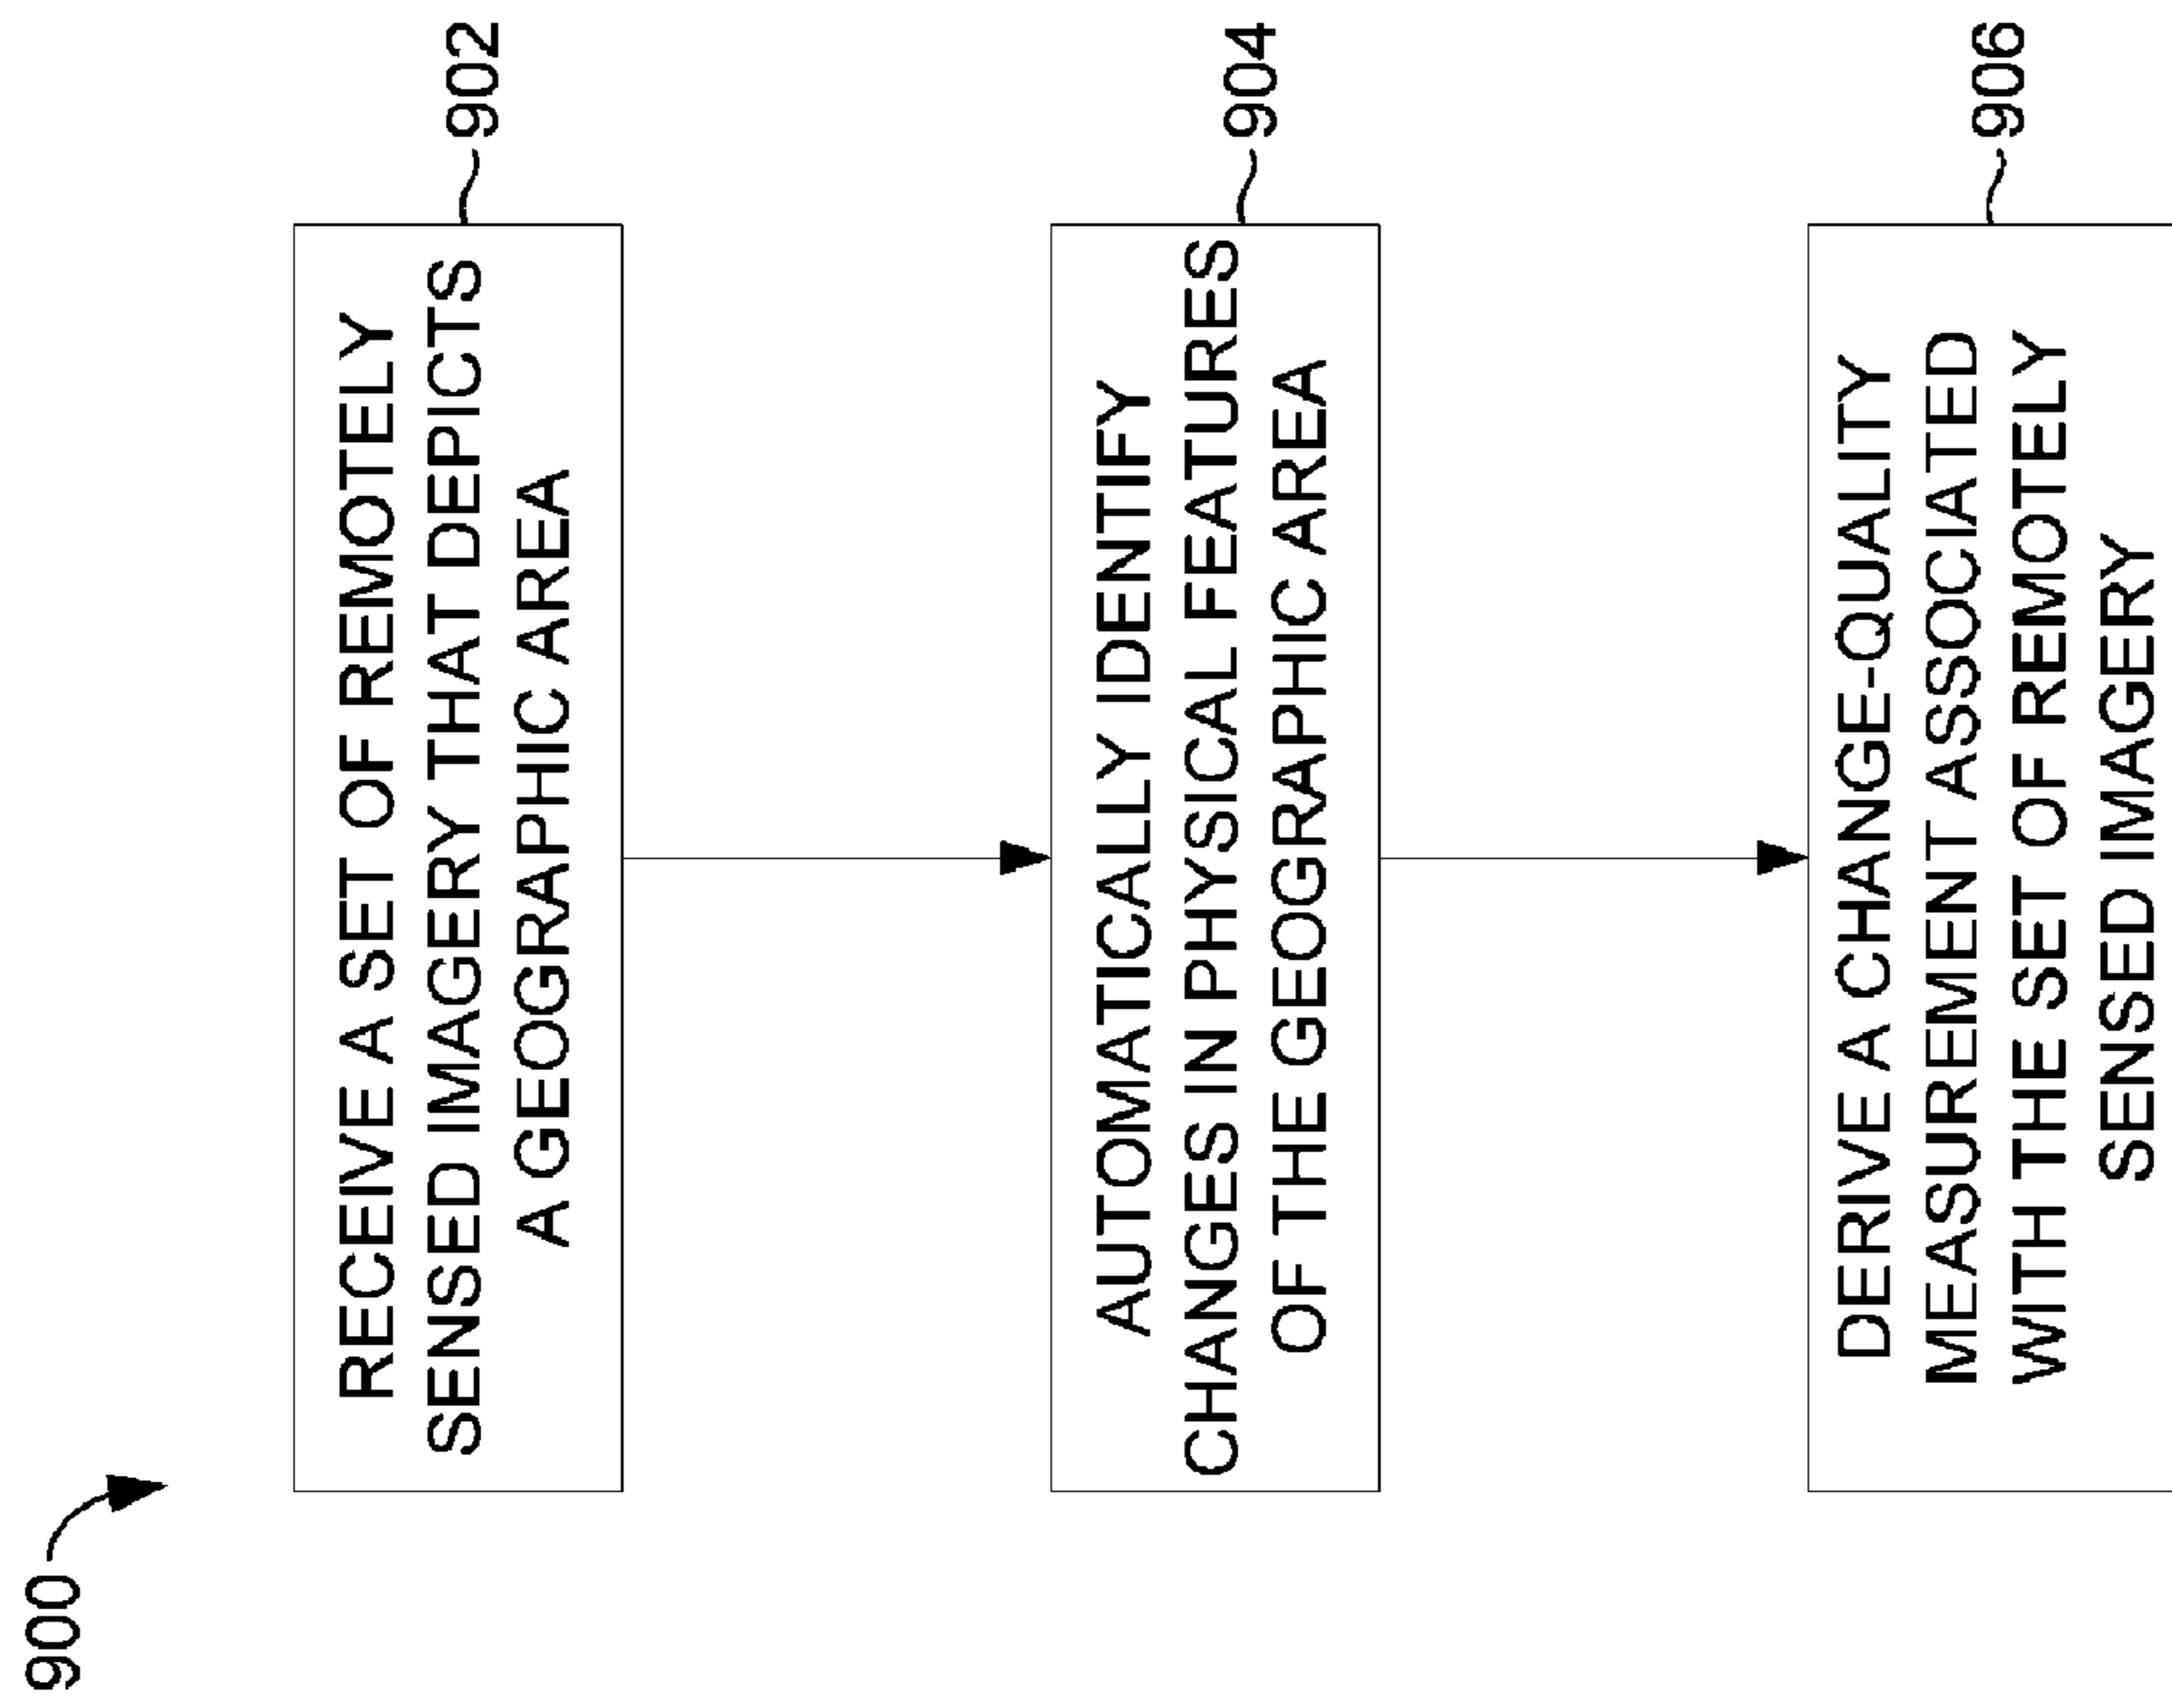 900
RECEIVE A SET OF REMOTELY
SENSED IMAGERY THAT DEPICTS
A GEOGRAPHIC AREA
902
AUTOMATICALLY IDENTIFY
CHANGES IN PHYSICAL FEATURES
OF THE GEOGRAPHIC AREA
904
DERIVE A CHANGE-QUALITY
MEASUREMENT ASSOCIATED
WITH THE SET OF REMOTELY
SENSED IMAGERY
906